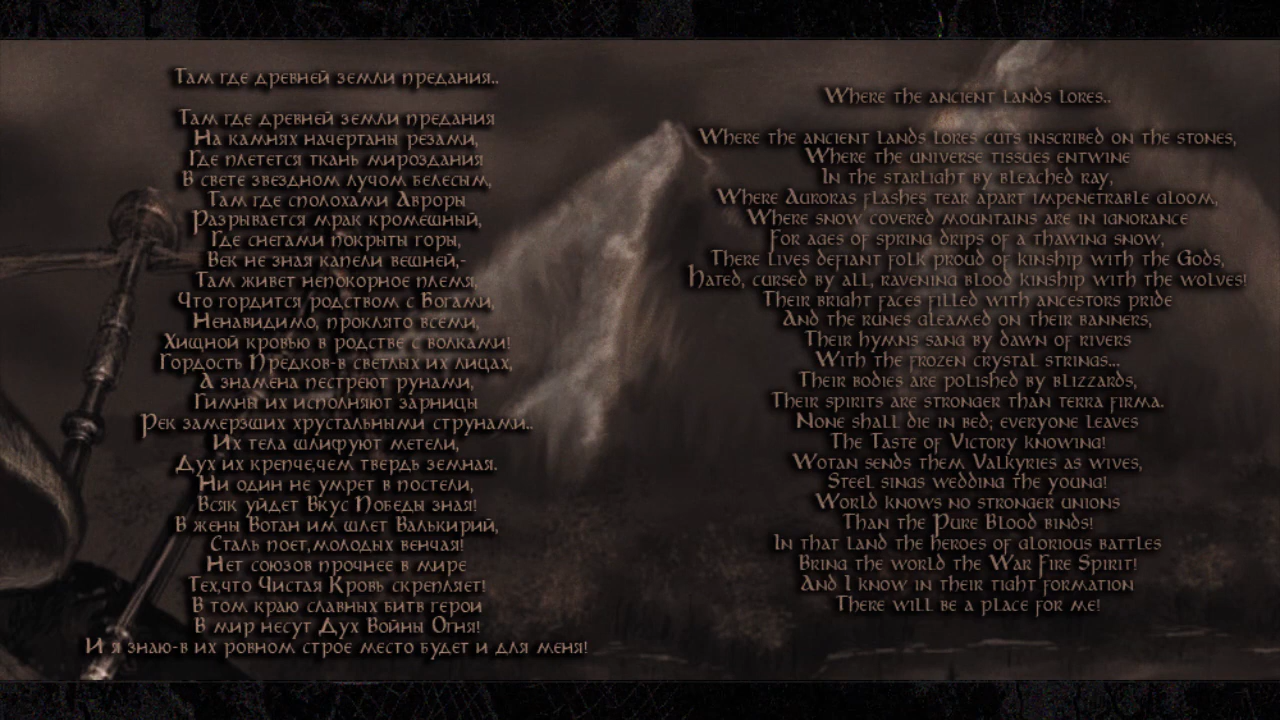 Там где древней земли предания..
Там где древней земли предания
На камнях начертаны резами,
Где плетется ткань мироздания
В свете звездном лучом белесым,
Там где сполохами Авроры
Разрывается мрак кромешный,
Где снегами покрыты горы,
Век не зная капели вешней,-
Там живет непокорное племя,
Что гордится родством с Богами,
Ненавидимо, проклято всеми,
Хищной кровью в родстве с волками!
Гордость Предков-в светлых их лицах,
А знамена пестреют рунами,
Гимны их исполняют зарницы
Рек замерзших хрустальными струнами..
Их тела шлифуют метели,
Дух их крепче,чем твердь земная.
Ни один не умрет в постели,
Всяк уйдет Вкус Победы зная!
В жены Вотан им шлет Валькирий,
Сталь поет,молодых венчая!
Нет союзов прочнее в мире
Тех,что Чистая Кровь скрепляет!
В том краю славных битв герои
В мир несут Дух Войны Огня!
И я знаю-в их ровном строе место будет и для меня!
Where the ancient lands lores..
Where the ancient lands lores cuts inscribed on the stones,
Where the universe tissues entwine
In the starlight by bleached ray,
Where Auroras flashes tear apart impenetrable gloom,
Where snow covered mountains are in ignorance
For ages of spring drips of a thawing snow,
There lives defiant folk proud of kinship with the Gods,
Hated, cursed by all, ravening blood kinship with the wolves!
Their bright faces filled with ancestors pride
And the runes gleamed on their banners,
Their hymns sang by dawn of rivers
With the frozen crystal strings...
Their bodies are polished by blizzards,
Their spirits are stronger than terra firma.
None shall die in bed; everyone leaves
The Taste of Victory knowing!
Wotan sends them Valkyries as wives,
Steel sings wedding the young!
World knows no stronger unions
Than the Pure Blood binds!
In that land the heroes of glorious battles
Bring the world the War Fire Spirit!
And I know in their tight formation
There will be a place for me!